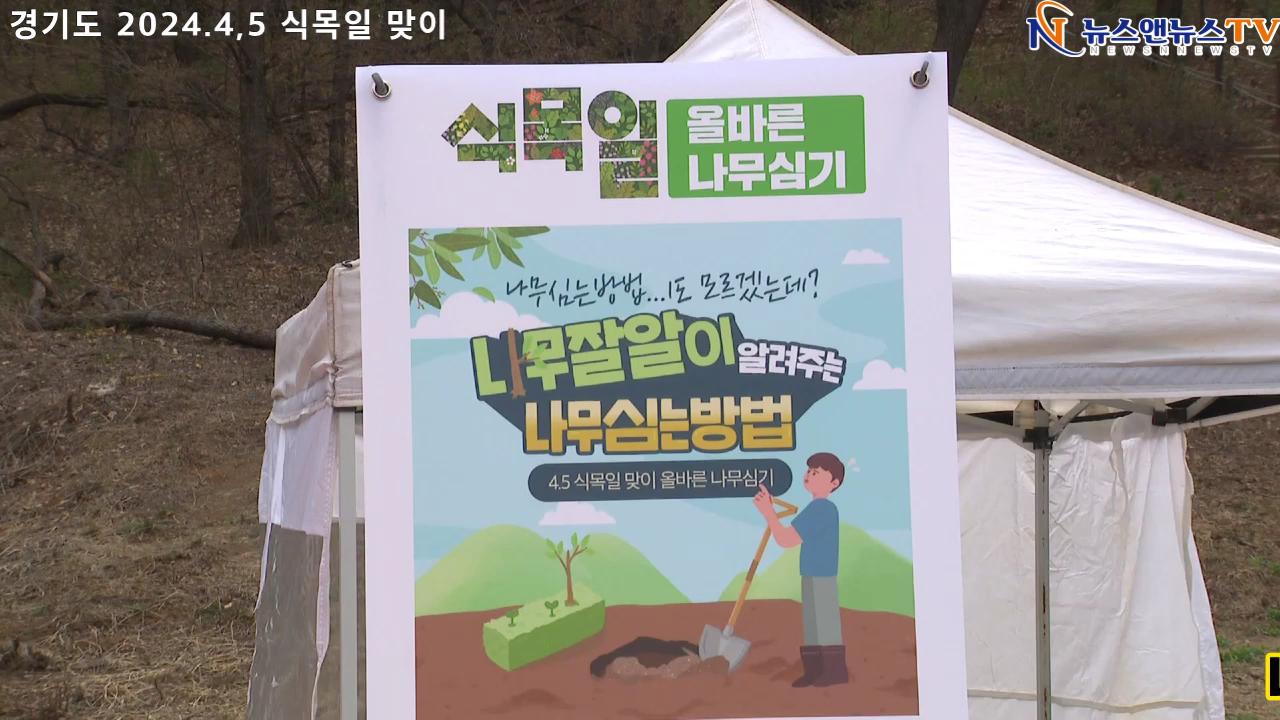 경기도 2024.4,5 식목일 맞이
뉴스앤뉴스TV
NEWSNNEWSTV
식목일
올바른
나무심기
나무심는방법...1도 모르겠는데?
나무잘알이 알려주는
나무심는방법
4.5 식목일 맞이 올바른 나무심기